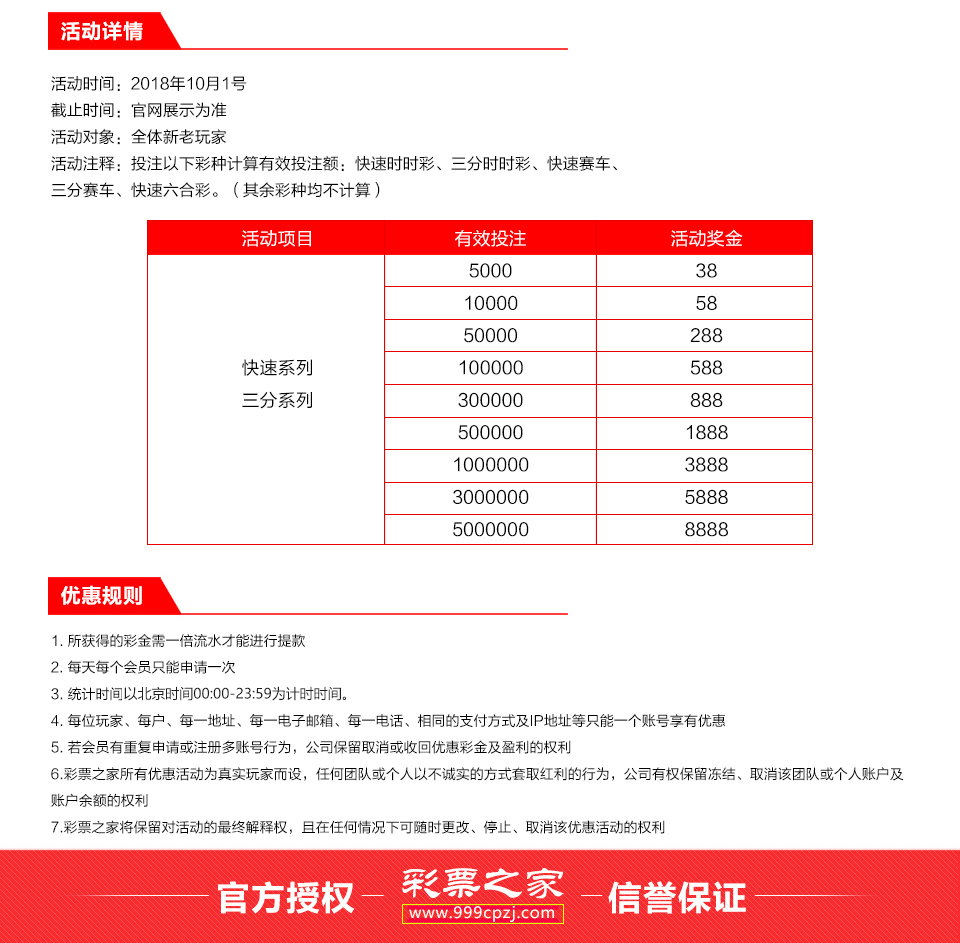 活动详情
活动时间：2018年10月1号
截止时间：官网展示为准
活动对象：全体新老玩家
活动注释：投注以下彩种计算有效投注额：快速时时彩、三分时时彩、快速赛车、
三分赛车、快速六合彩。（其余彩种均不计算）
活动项目 有效投注 活动奖金
5000 38
10000 58
50000 288
快速系列 100000 588
三分系列 300000 888
500000 1888
1000000 3888
3000000 5888
5000000 8888
优惠规则
1. 所获得的彩金需一倍流水才能进行提款
2. 每天每个会员只能申请一次
3. 统计时间以北京时间00:00-23:59为计时时间。
4. 每位玩家、每户、每一地址、每一电子邮箱、每一电话、相同的支付方式及IP地址等只能一个账号享有优惠
5. 若会员有重复申请或注册多账号行为，公司保留取消或收回优惠彩金及盈利的权利
6.彩票之家所有优惠活动为真实玩家而设，任何团队或个人以不诚实的方式套取红利的行为，公司有权保留冻结、取消该团队或个人账户及
账户余额的权利
7.彩票之家将保留对活动的最终解释权，且在任何情况下可随时更改、停止、取消该优惠活动的权利
官方授权 彩票之家 信誉保证
www.999cpzj.com